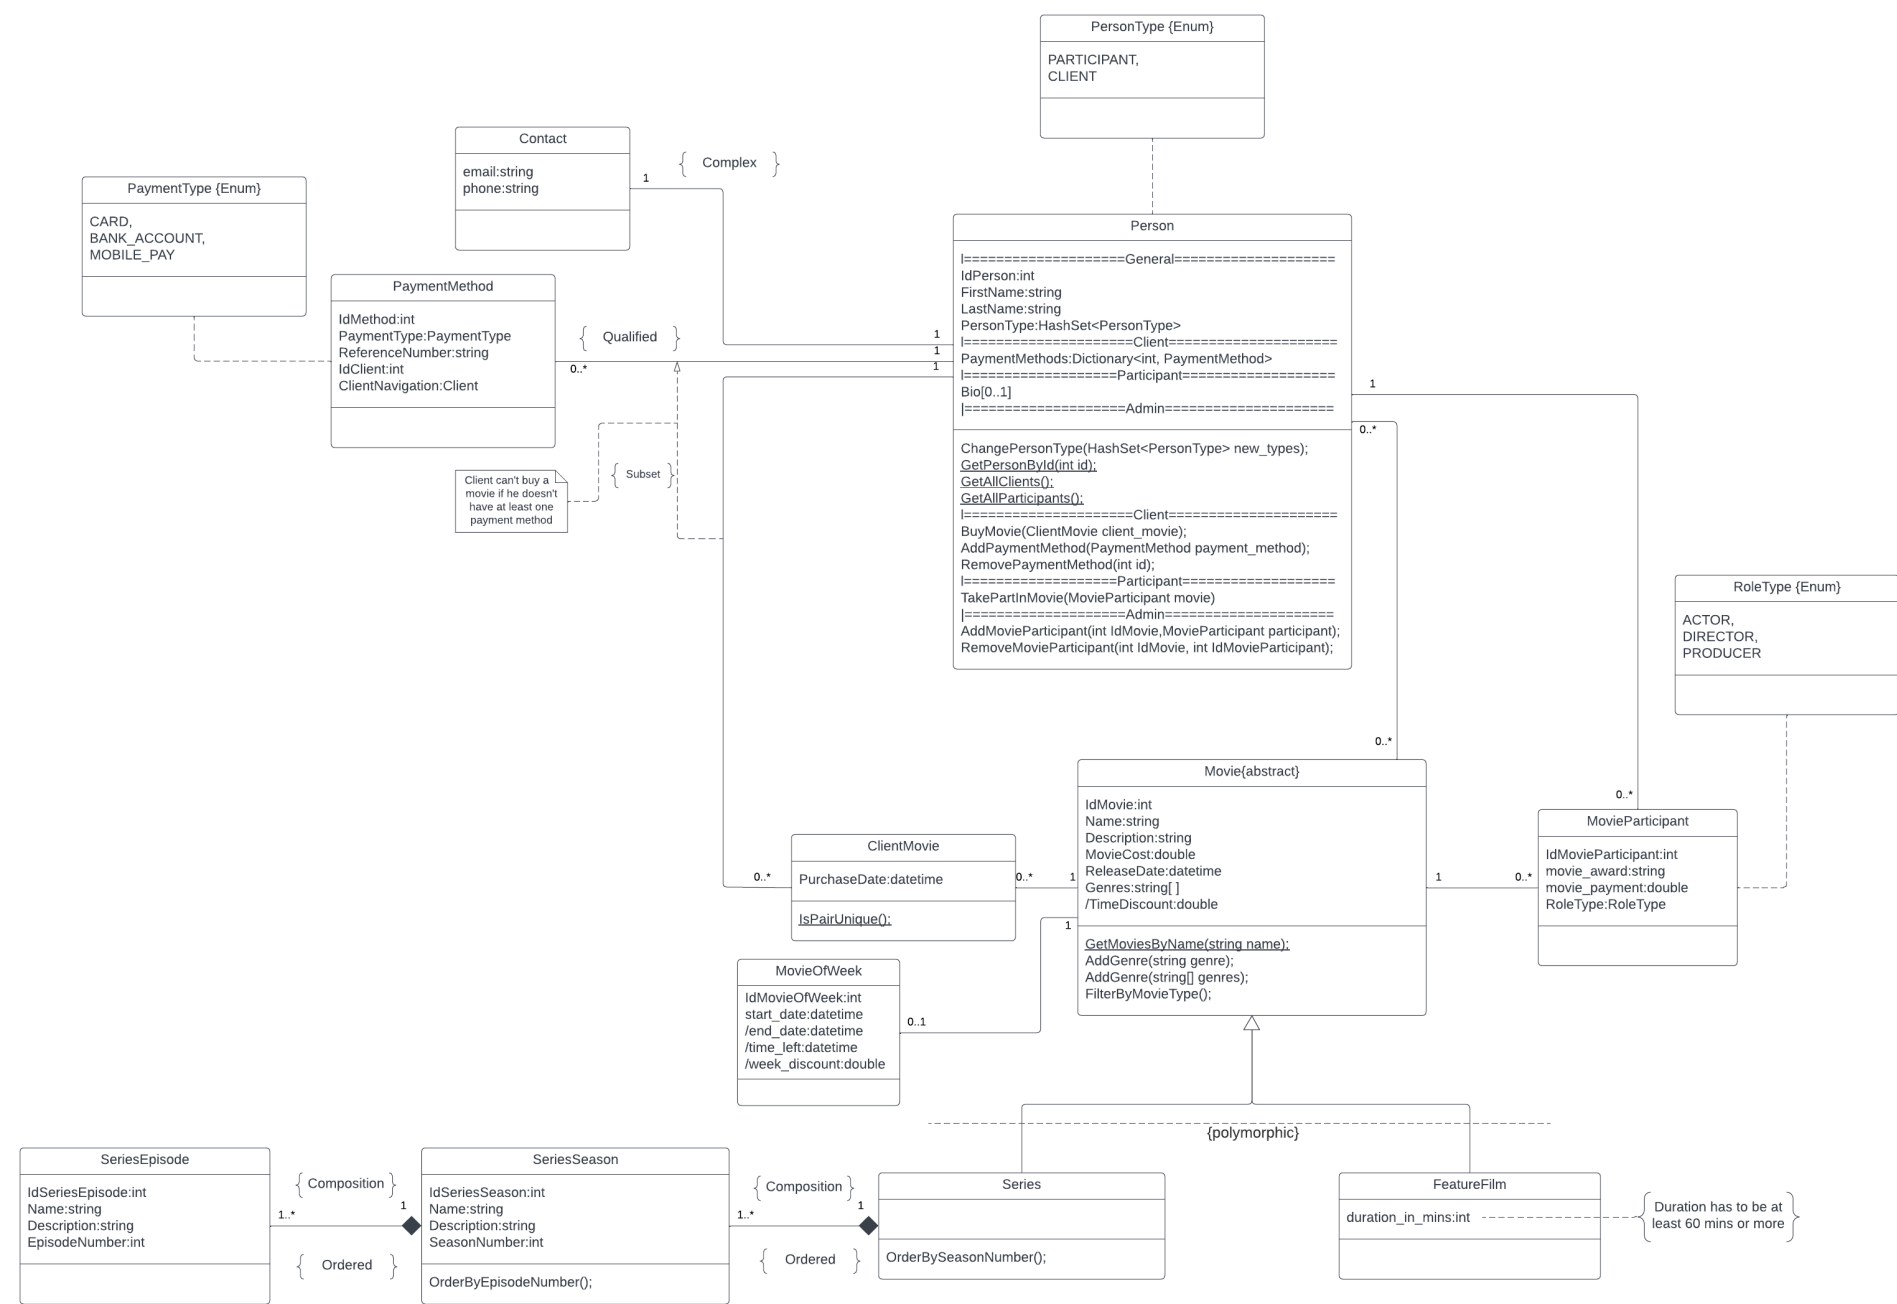 PersonType {Enum}
PARTICIPANT,
CLIENT
Contact
email:string
phone:string
1
Complex
PaymentType {Enum}
CARD,
BANK_ACCOUNT,
MOBILE_PAY
PaymentMethod
IdMethod:int
PaymentType:PaymentType
ReferenceNumber:string
IdClient:int
ClientNavigation:Client
Qualified
0..*
1
1
1
Subset
Client can't buy a
movie if he doesn't
have at least one
payment method
Person
l====================General====================
IdPerson:int
FirstName:string
LastName:string
PersonType:HashSet<PersonType>
l=====================Client=====================
PaymentMethods:Dictionary<int, PaymentMethod>
l===================Participant===================
Bio[0..1]
|====================Admin=====================
ChangePersonType(HashSet<PersonType> new_types);
GetPersonById(int id);
GetAllClients();
GetAllParticipants();
l=====================Client=====================
BuyMovie(ClientMovie client_movie);
AddPaymentMethod(PaymentMethod payment_method);
RemovePaymentMethod(int id);
l===================Participant===================
TakePartInMovie(MovieParticipant movie)
|====================Admin=====================
AddMovieParticipant(int IdMovie,MovieParticipant participant);
RemoveMovieParticipant(int IdMovie, int IdMovieParticipant);
1
0..*
RoleType {Enum}
ACTOR,
DIRECTOR,
PRODUCER
0..*
0..*
Movie{abstract}
IdMovie:int
Name:string
Description:string
MovieCost:double
ReleaseDate:datetime
Genres:string[ ]
/TimeDiscount:double
GetMoviesByName(string name);
AddGenre(string genre);
AddGenre(string[] genres);
FilterByMovieType();
MovieParticipant
IdMovieParticipant:int
movie_award:string
movie_payment:double
RoleType:RoleType
1
0..*
ClientMovie
PurchaseDate:datetime
IsPairUnique();
0..*
0..*
1
1
MovieOfWeek
IdMovieOfWeek:int
start_date:datetime
/end_date:datetime
/time_left:datetime
/week_discount:double
0..1
{polymorphic}
SeriesEpisode
IdSeriesEpisode:int
Name:string
Description:string
EpisodeNumber:int
Composition
1..*
1
Ordered
SeriesSeason
IdSeriesSeason:int
Name:string
Description:string
SeasonNumber:int
OrderByEpisodeNumber();
Composition
1..*
1
Ordered
Series
OrderBySeasonNumber();
FeatureFilm
duration_in_mins:int
Duration has to be at
least 60 mins or more